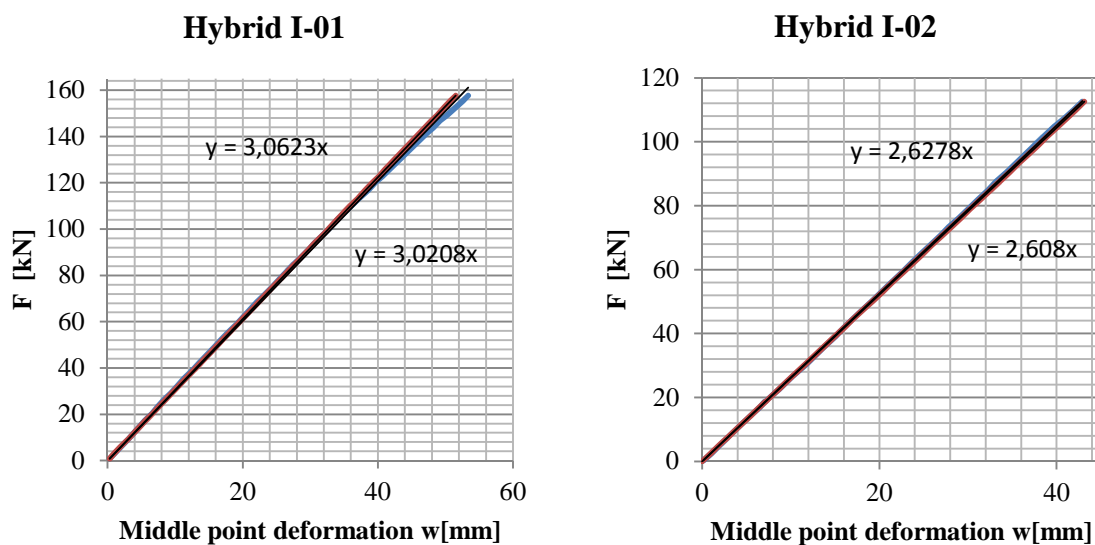 Hybrid I-01
160
140
120
100
80
60
40
20
0
0 20 40 60
y = 3,0623x
y = 3,0208x
F [kN]
Middle point deformation w[mm]
Hybrid I-02
120
100
80
60
40
20
0
0 20 40
y = 2,6278x
y = 2,608x
F [kN]
Middle point deformation w[mm]